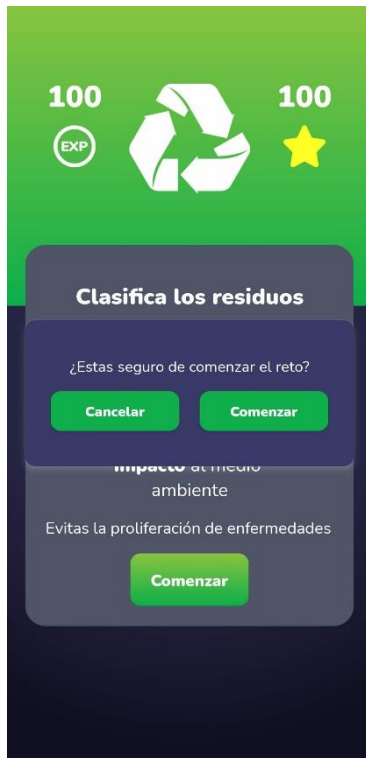 100
100
EXP
Clasifica los residuos
¿Estas seguro de comenzar el reto?
Cancelar
Comenzar
impacto al medio
ambiente
Evitas la proliferación de enfermedades
Comenzar